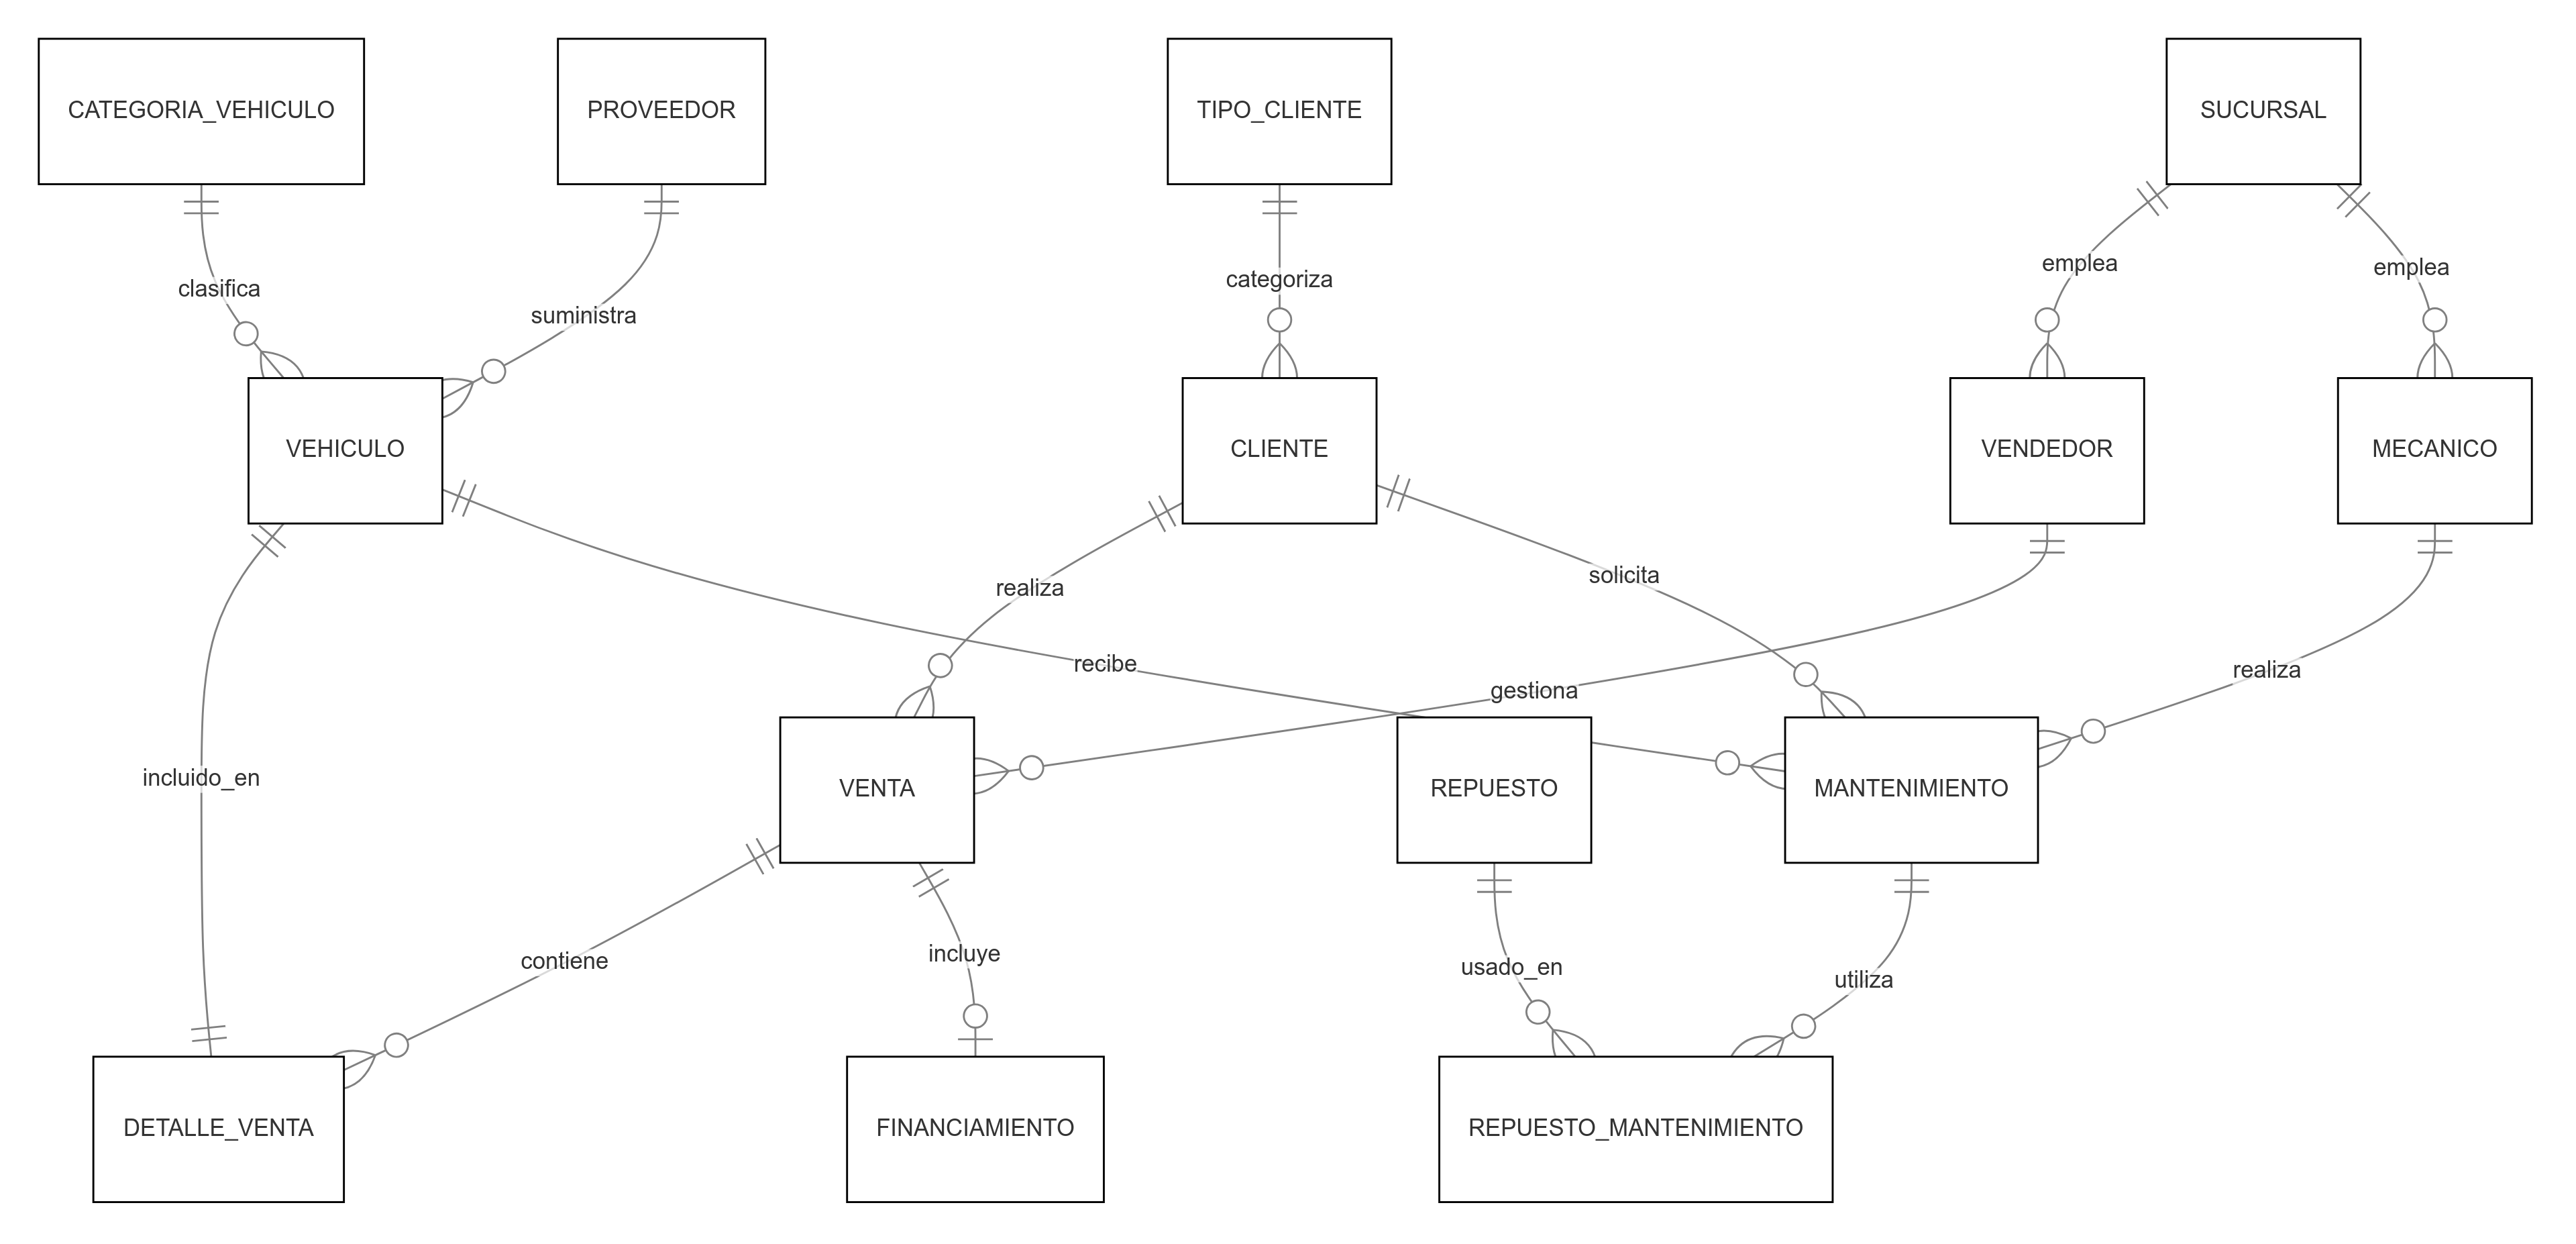 CATEGORIA_VEHICULO
PROVEEDOR
TIPO_CLIENTE
SUCURSAL
clasifica
suministra
categoriza
emplea
emplea
VEHICULO
CLIENTE
VENDEDOR
MECANICO
realiza
solicita
recibe
gestiona
realiza
incluido_en
VENTA
REPUESTO
MANTENIMIENTO
contiene
incluye
usado_en
utiliza
DETALLE_VENTA
FINANCIAMIENTO
REPUESTO_MANTENIMIENTO